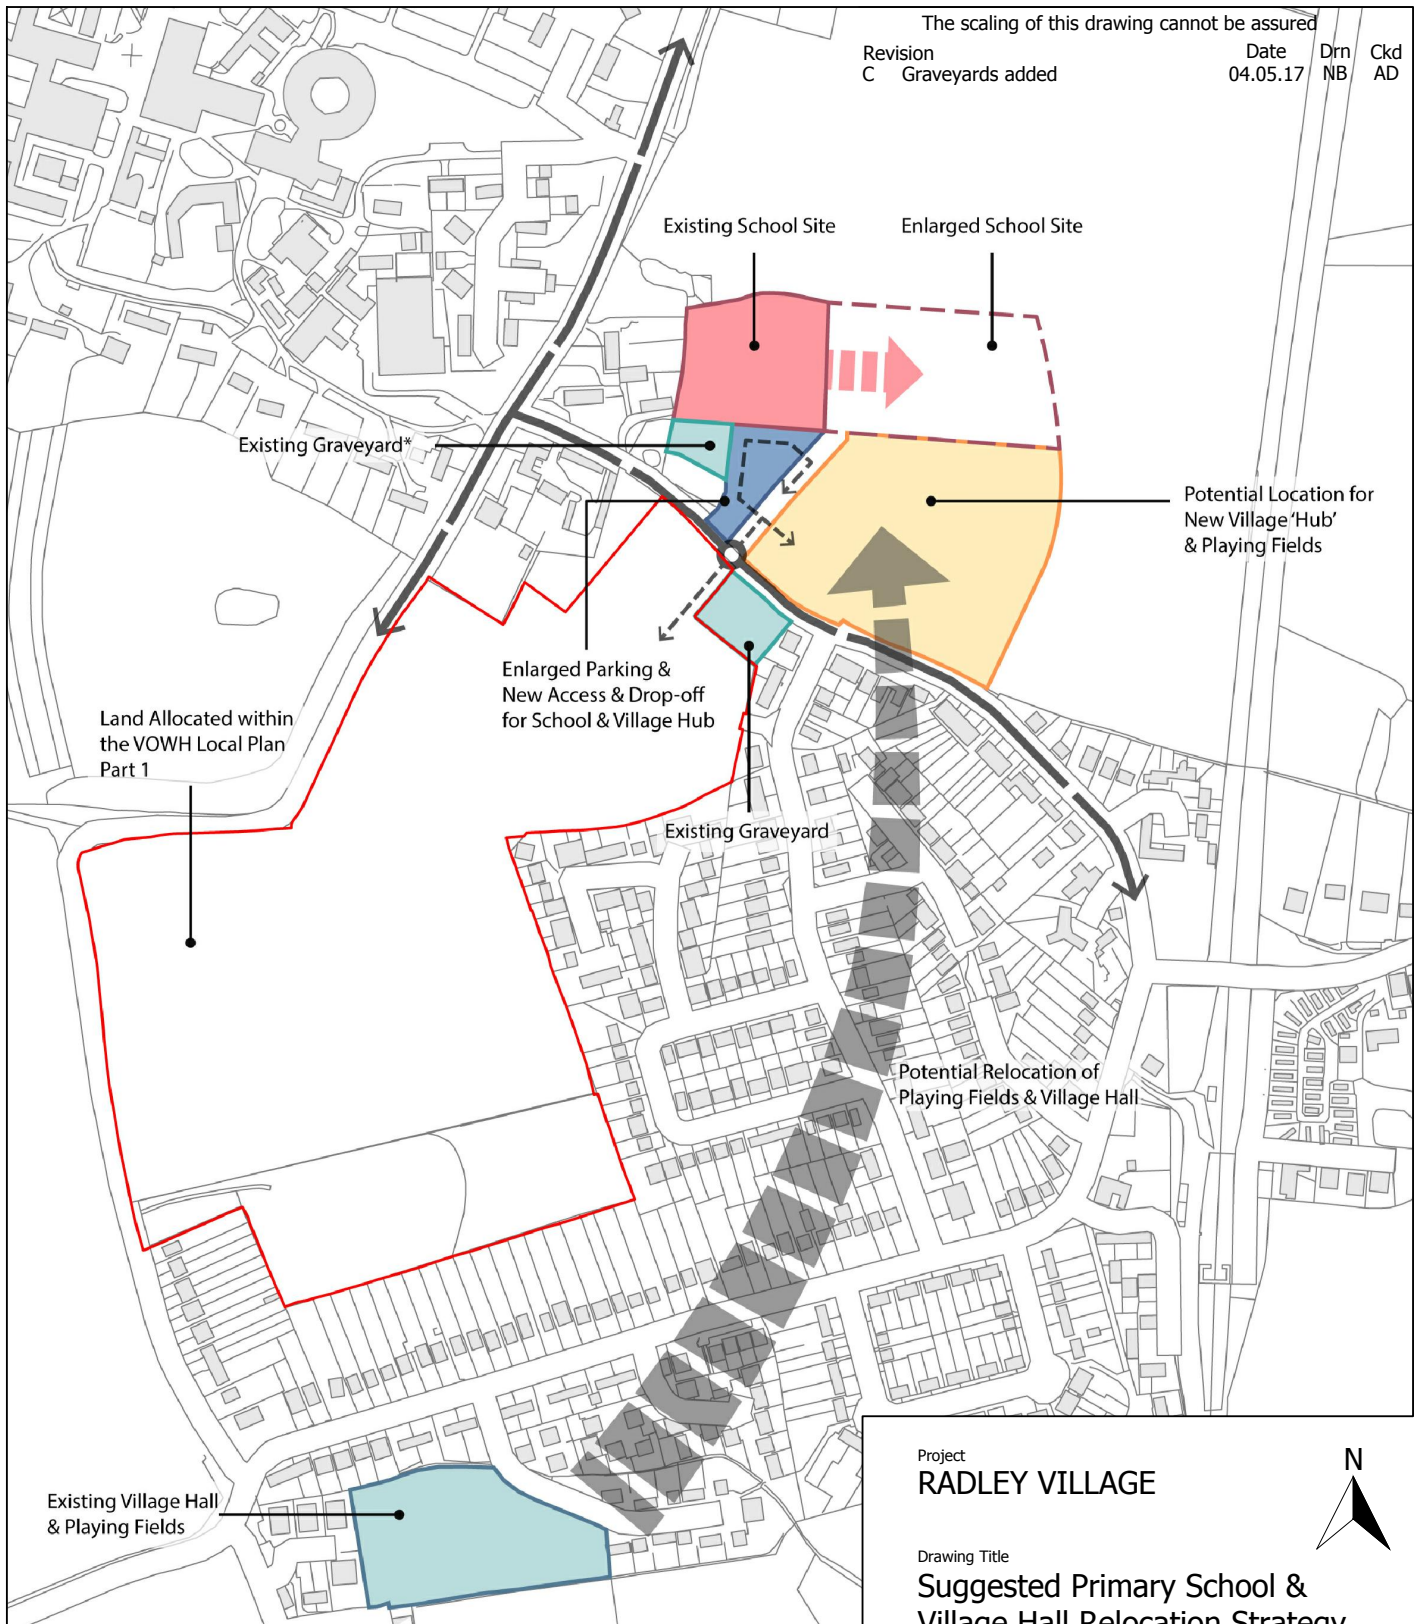 The scaling of this drawing cannot be assured
Revision Date Drn Ckd
C Graveyards added 04.05.17 NB AD
Existing School Site
Enlarged School Site
Existing Graveyard*
Potential Location for
New Village 'Hub'
& Playing Fields
Enlarged Parking &
New Access & Drop-off
for School & Village Hub
Land Allocated within
the VOWH Local Plan
Part 1
Existing Graveyard
Potential Relocation of
Playing Fields & Village Hall
Existing Village Hall
& Playing Fields
Project
RADLEY VILLAGE
N
Drawing Title
Suggested Primary School &
Village Hall Relocation Strategy